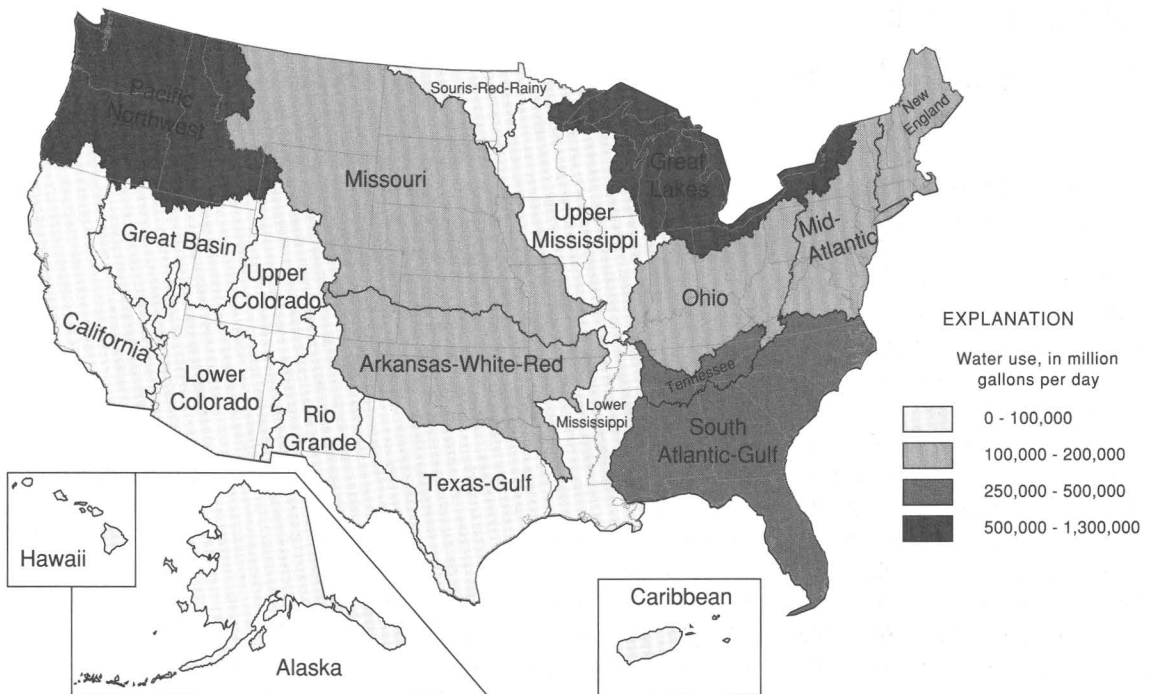 Souris-Red-Rainy
Pacific
Northwest
New
England
Missouri
Great
Lakes
Upper
Mississippi
Mid-
Atlantic
Great Basin
Upper
Colorado
Ohio
California
Arkansas-White-Red
Tennessee
Lower
Colorado
Rio
Grande
Lower
Mississippi
South
Atlantic-Gulf
Texas-Gulf
Hawaii
Alaska
Caribbean
EXPLANATION
Water use, in million
gallons per day
0 - 100,000
100,000 - 200,000
250,000 - 500,000
500,000 - 1,300,000